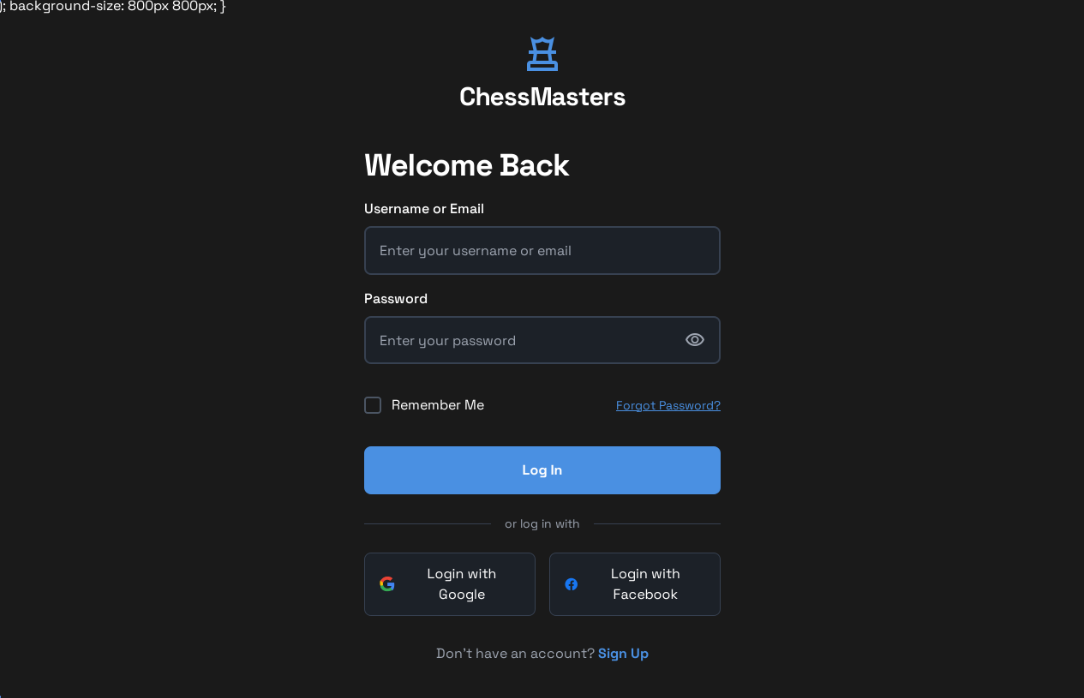 ); background-size: 800px 800px; }
ChessMasters
Welcome Back
Username or Email
Enter your username or email
Password
Enter your password
Remember Me
Forgot Password?
Log In
or log in with
Login with
Google
Login with
Facebook
Don't have an account? Sign Up